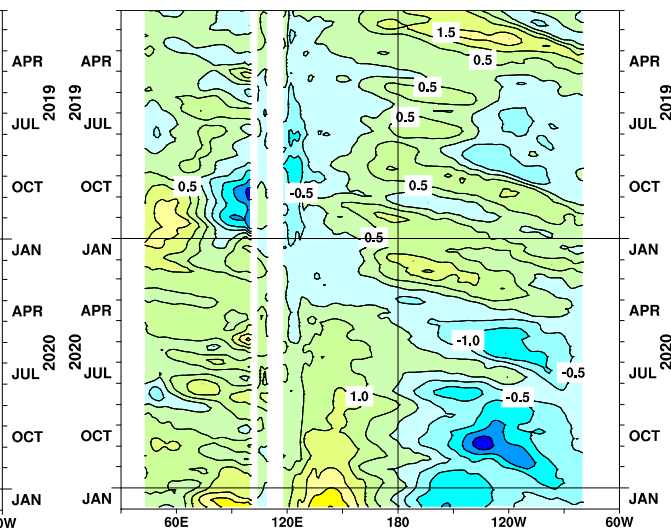 1.5
APR APR 0.5 APR
2019 2019 0.5 2019
JUL JUL 0.5 JUL
OCT OCT 0.5 -0.5 0.5 OCT
JAN JAN 0.5 JAN
APR APR APR
2020 2020 -1.0 2020
JUL JUL -0.5 JUL
1.0 -0.5
OCT OCT OCT
JAN JAN JAN
0W 60E 120E 180 120W 60W